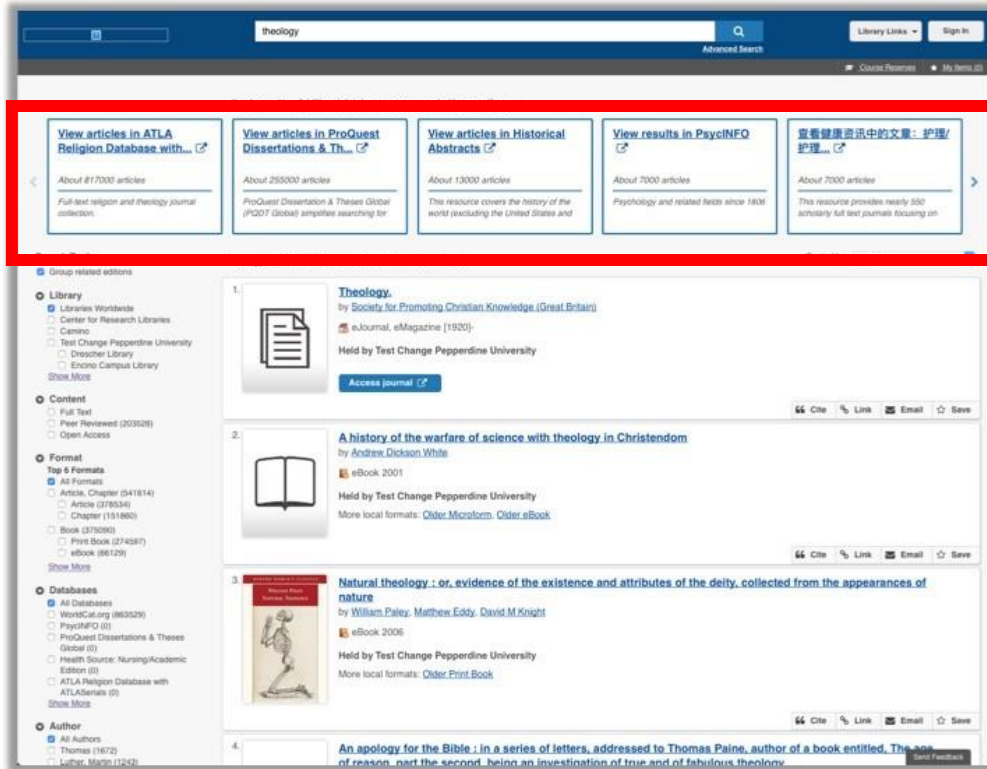 theology
Advanced Search
Library Links
Sign In
Course Reserves
My Items (0)
View articles in ATLA
Religion Database with...
About 817000 articles
Full-text religion and theology journal
collection.
View articles in ProQuest
Dissertations & Th...
About 255000 articles
ProQuest Dissertation & Theses Global
(PQDT Global) simplifies searching for
View articles in Historical
Abstracts
About 13000 articles
This resource covers the history of the
world (excluding the United States and
View results in PsycINFO
About 7000 articles
Psychology and related fields since 1806
查看健康资讯中的文章：护理/
护理...
About 7000 articles
This resource provides nearly 550
scholarly full text journals focusing on
Group related editions
Library
Libraries Worldwide
Center for Research Libraries
Camino
Test Change Pepperdine University
Drescher Library
Encino Campus Library
Show More
Content
Full Text
Peer Reviewed (203526)
Open Access
Format
Top 6 Formats
All Formats
Article, Chapter (541614)
Article (378534)
Chapter (151860)
Book (375090)
Print Book (274597)
eBook (66129)
Show More
Databases
All Databases
WorldCat.org (863529)
PsycINFO (0)
ProQuest Dissertations & Theses
Global (0)
Health Source: Nursing/Academic
Edition (0)
ATLA Religion Database with
ATLASerials (0)
Show More
Author
All Authors
Thomas (1672)
Luther, Martin (1243)
1.
Theology.
by Society for Promoting Christian Knowledge (Great Britain)
eJournal, eMagazine [1920]-
Held by Test Change Pepperdine University
Access journal
Cite Link Email Save
2.
A history of the warfare of science with theology in Christendom
by Andrew Dickson White
eBook 2001
Held by Test Change Pepperdine University
More local formats: Older Microform, Older eBook
Cite Link Email Save
3.
William Paley
Natural Theology
Natural theology : or, evidence of the existence and attributes of the deity, collected from the appearances of
nature
by William Paley, Matthew Eddy, David M Knight
eBook 2006
Held by Test Change Pepperdine University
More local formats: Older Print Book
Cite Link Email Save
4.
An apology for the Bible : in a series of letters, addressed to Thomas Paine, author of a book entitled, The age
of reason, part the second, being an investigation of true and of fabulous theology
Send Feedback